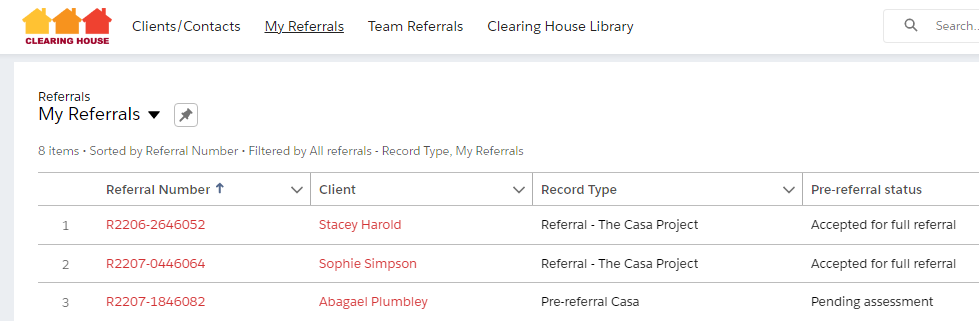 CLEARING HOUSE
Clients/Contacts My Referrals Team Referrals Clearing House Library Search...
Referrals
My Referrals
8 items • Sorted by Referral Number • Filtered by All referrals - Record Type, My Referrals
Referral Number Client Record Type Pre-referral status
1 R2206-2646052 Stacey Harold Referral - The Casa Project Accepted for full referral
2 R2207-0446064 Sophie Simpson Referral - The Casa Project Accepted for full referral
3 R2207-1846082 Abagael Plumbley Pre-referral Casa Pending assessment